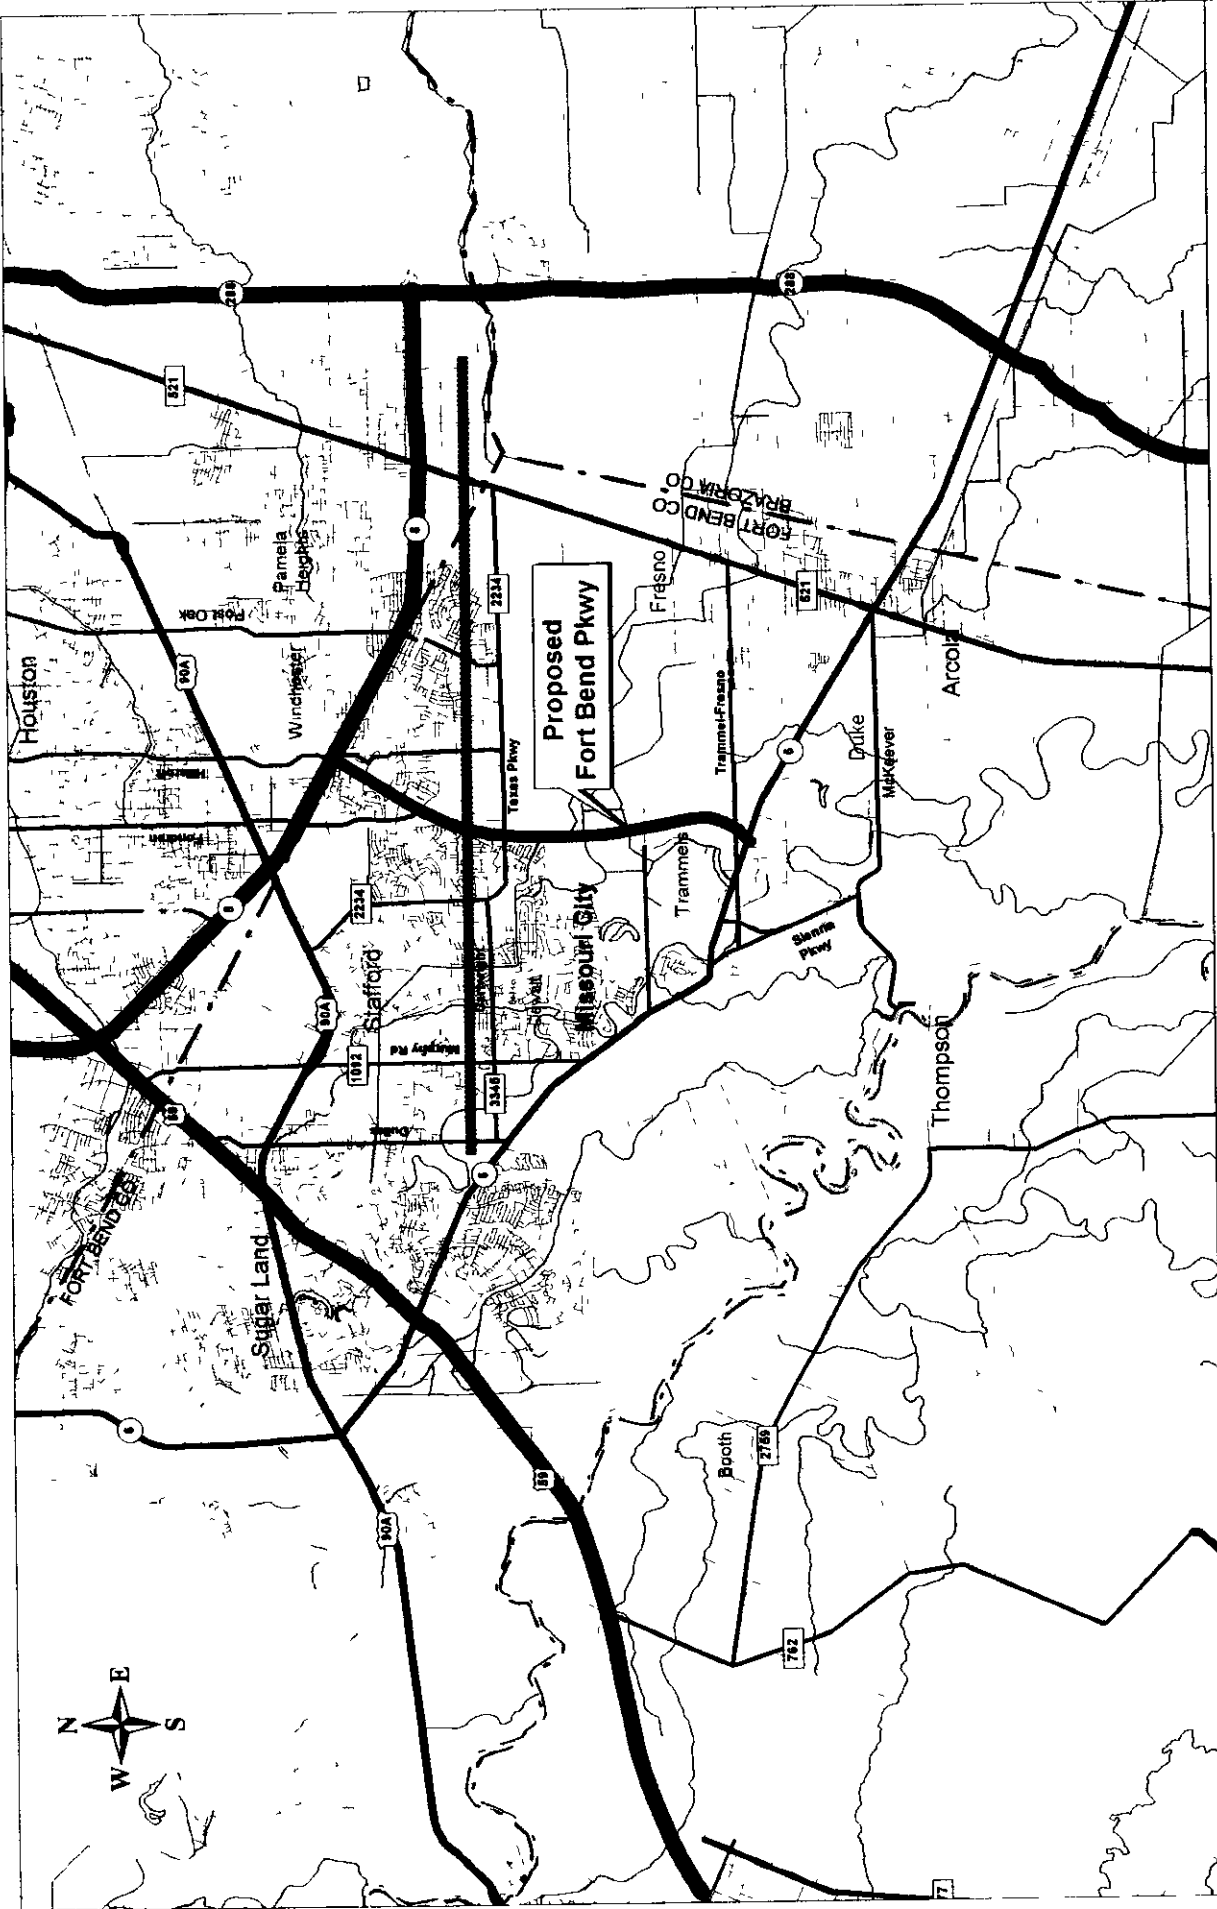 N
W
E
S
Houston
Pamela
Heights
Windchester
Post Oak
288
521
90A
8
2234
Stafford
1092
Murphy Rd
59
FORT BEND CO
Sugar Land
6
90A
90A
8
Dulles
3345
Cartwright
6
Missouri City
Texas Pkwy
2234
Proposed
Fort Bend Pkwy
Fresno
FORT BEND CO
BRAZORIA CO
288
521
Trammel-Fresno
Trammels
6
Duke
McKeever
Arcola
Sienna
Pkwy
Thompson
59
6
Booth
2759
762